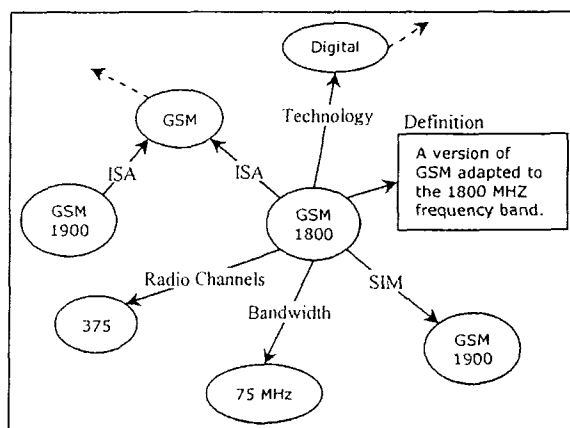 Digital
GSM
Technology
Definition
ISA
ISA
A version of
GSM adapted to
the 1800 MHZ
frequency band.
GSM
1900
GSM
1800
Radio Channels
SIM
375
Bandwidth
GSM
1900
75 MHz